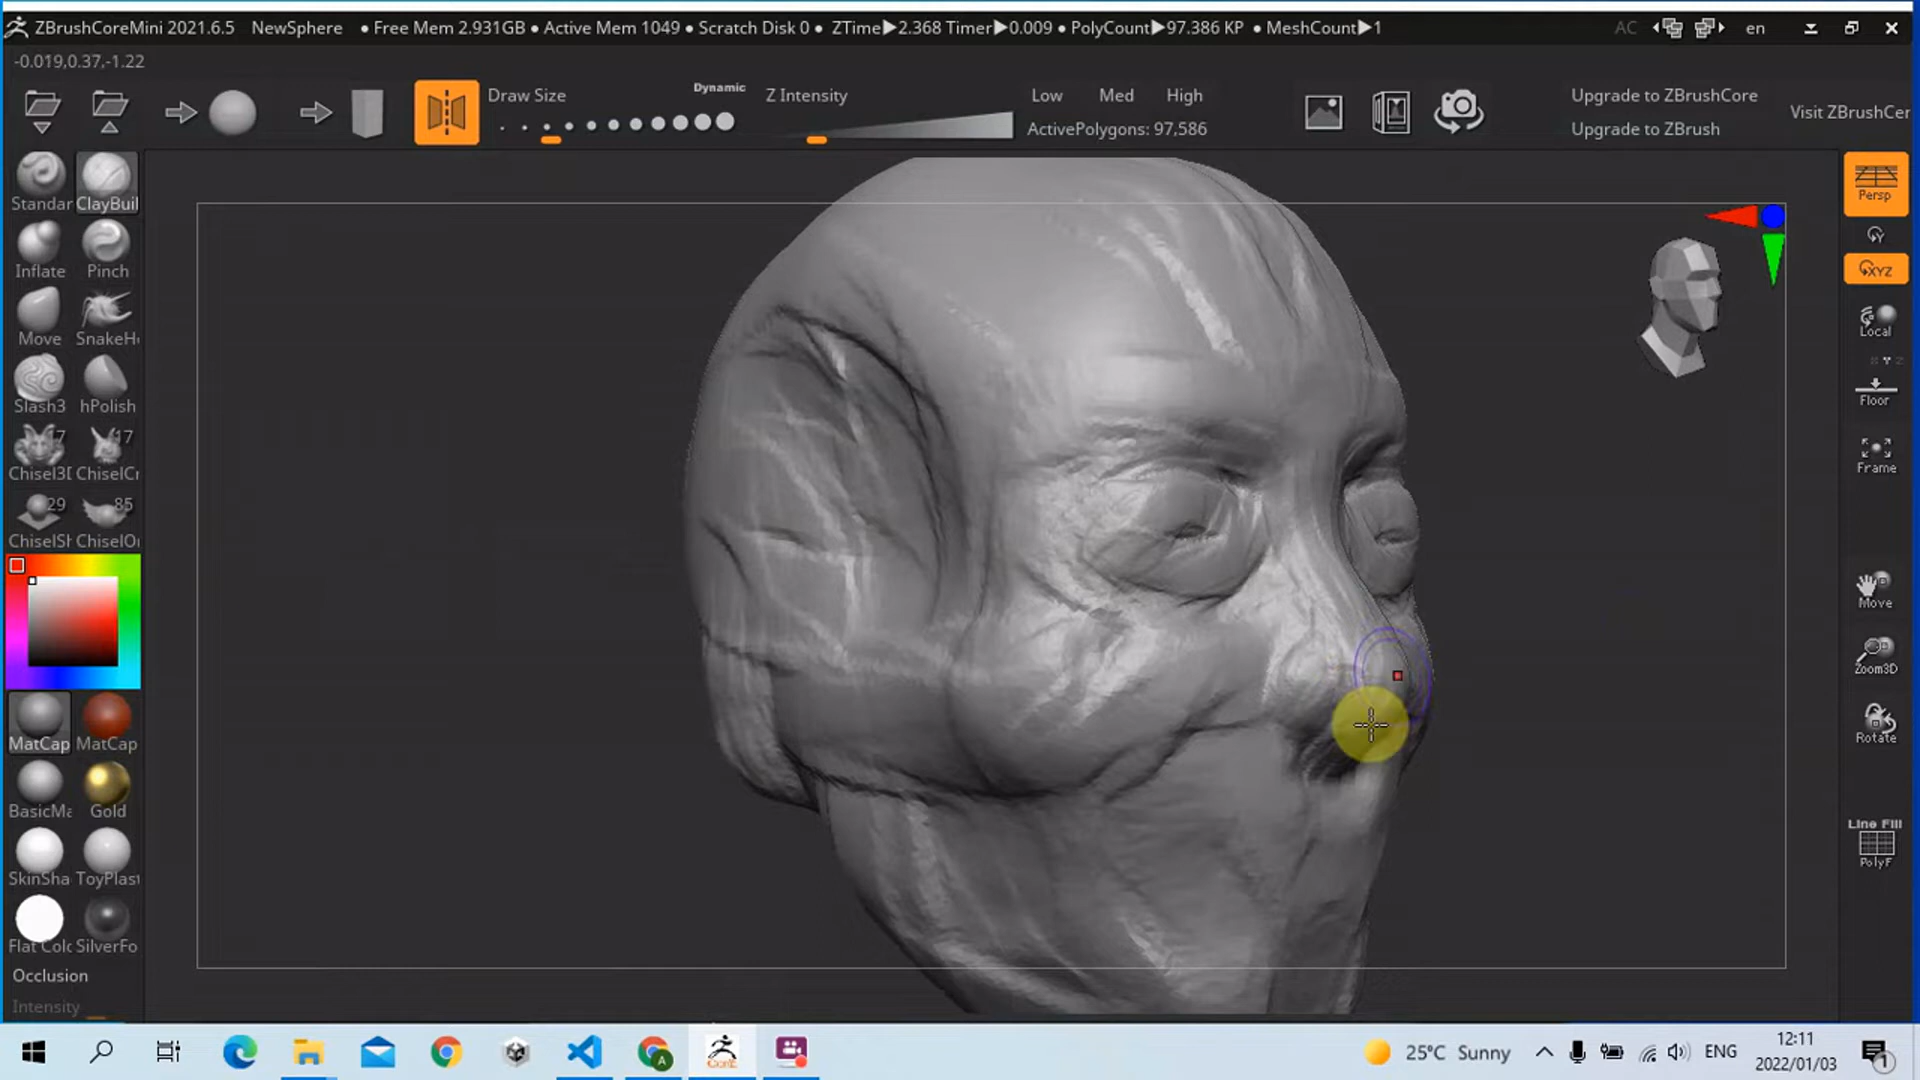 ZBrushCoreMini 2021.6.5 NewSphere • Free Mem 2.931GB • Active Mem 1049 • Scratch Disk 0 • ZTime▶2.368 Timer▶0.009 • PolyCount▶97.386 KP • MeshCount▶1 AC en
-0.019,0.37,-1.22
Draw Size Dynamic Z Intensity Low Med High Upgrade to ZBrushCore
ActivePolygons: 97,586 Upgrade to ZBrush Visit ZBrushCer
Standar ClayBuil
Inflate Pinch
Move SnakeH
Slash3 hPolish
17 17
Chisel3D ChiselCr
29 85
ChiselSh ChiselOr
MatCap MatCap
BasicMa Gold
SkinSha ToyPlast
Flat Colo SilverFo
Occlusion
Intensity
Persp
XYZ
Local
Floor
Frame
Move
Zoom3D
Rotate
Line Fill
PolyF
25°C Sunny ENG 12:11
2022/01/03
1